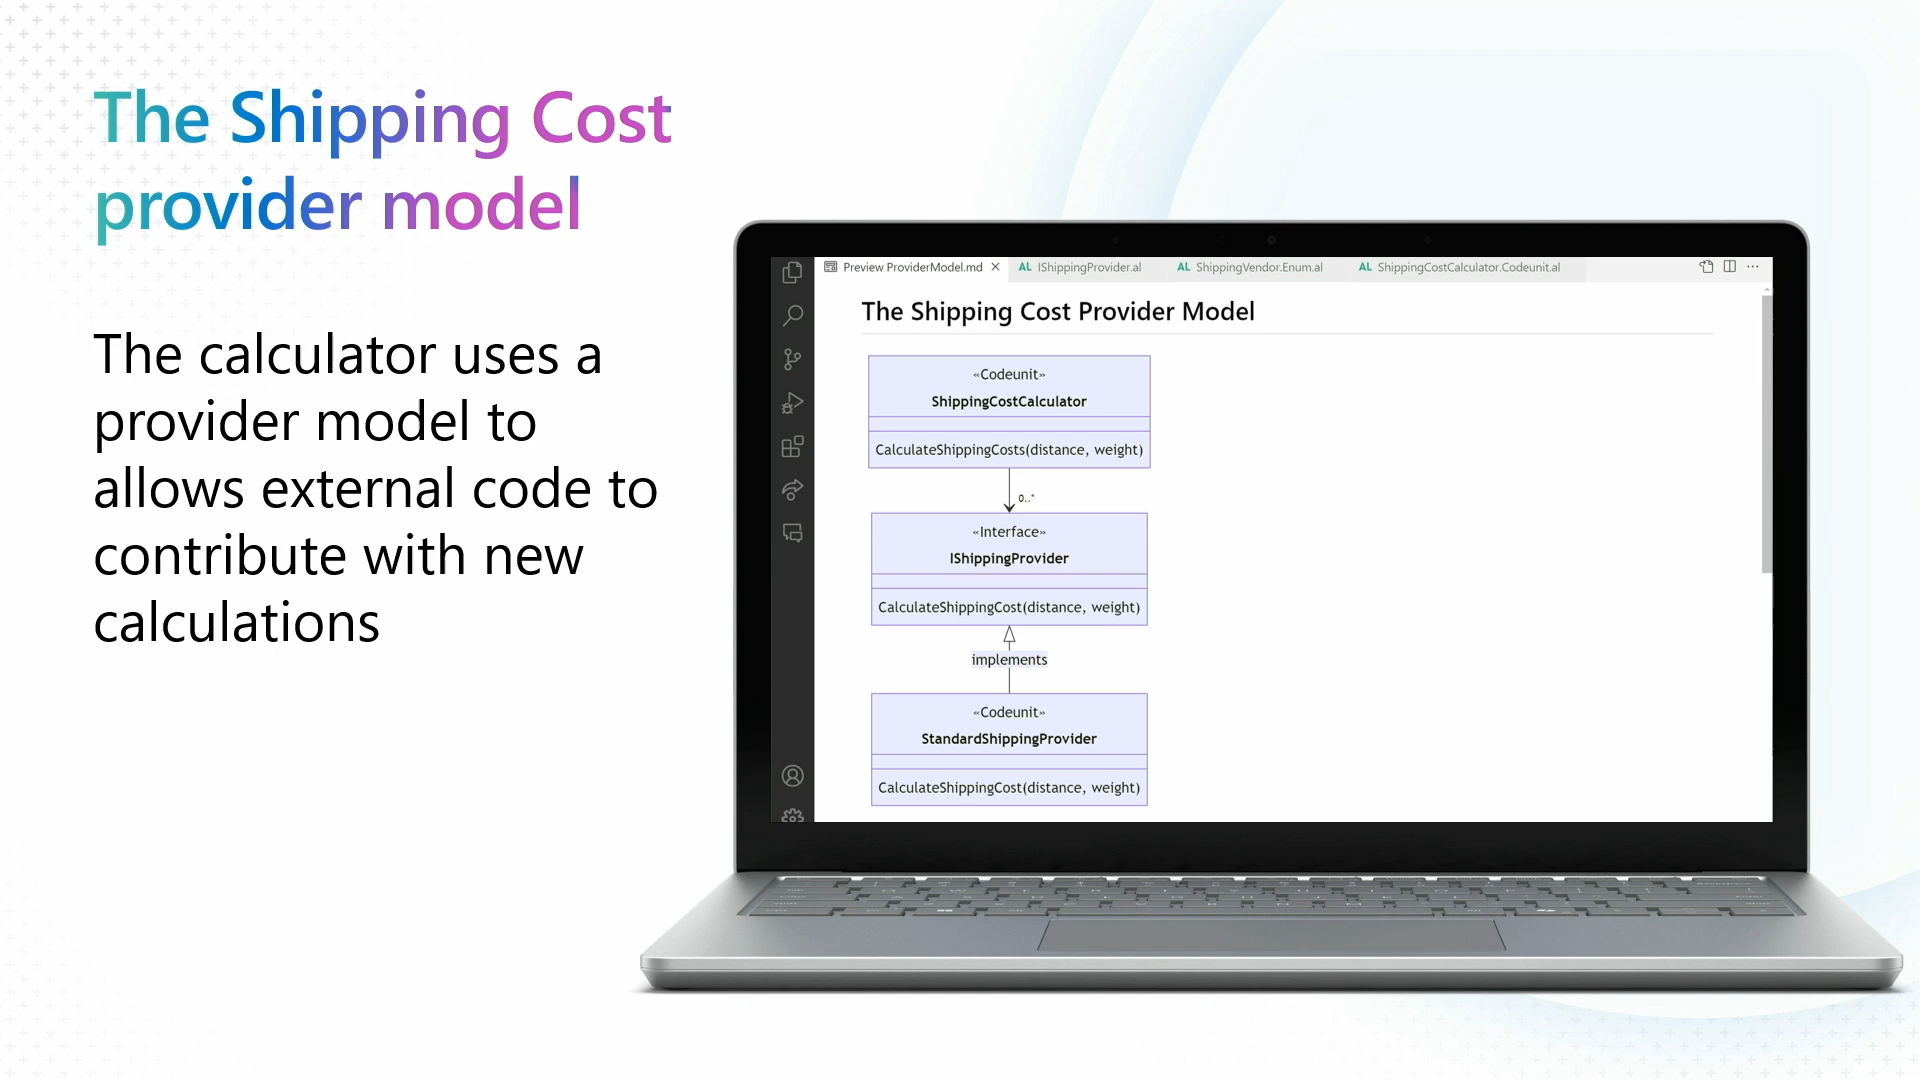 The Shipping Cost
provider model
The calculator uses a
provider model to
allows external code to
contribute with new
calculations
Preview ProviderModel.md
AL IShippingProvider.al
AL ShippingVendor.Enum.al
AL ShippingCostCalculator.Codeunit.al
The Shipping Cost Provider Model
«Codeunit»
ShippingCostCalculator
CalculateShippingCosts(distance, weight)
0..*
«Interface»
IShippingProvider
CalculateShippingCost(distance, weight)
implements
«Codeunit»
StandardShippingProvider
CalculateShippingCost(distance, weight)